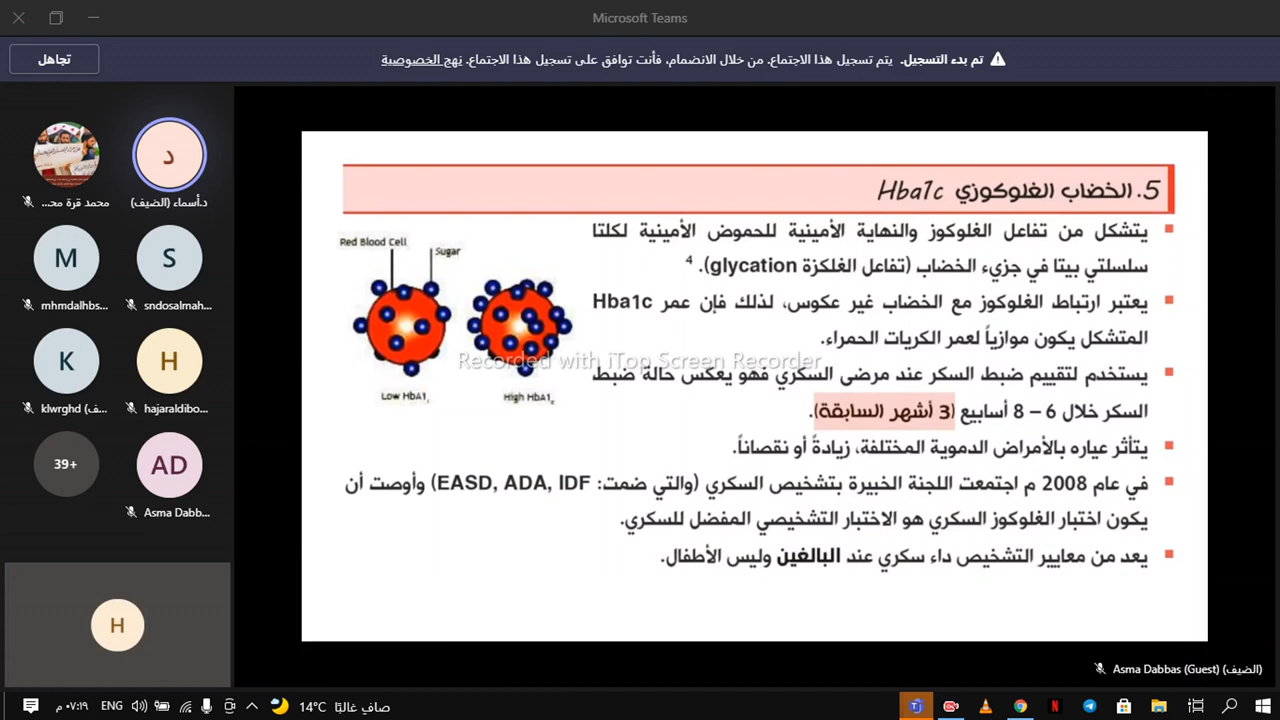 Microsoft Teams
تم بدء التسجيل. يتم تسجيل هذا الاجتماع. من خلال الانضمام، فأنت توافق على تسجيل هذا الاجتماع. نهج الخصوصية
تجاهل
د
د.أسماء (الضيف)
محمد قرة مح...
S
sndosalmah...
M
mhmdalhbs...
H
hajaraldibo...
K
klwrghd (ف...
AD
Asma Dabb...
39+
H
5. الخضاب الغلوكوزي Hba1c
يتشكل من تفاعل الغلوكوز والنهاية الأمينية للحموض الأمينية لكلتا
سلسلتي بيتا في جزيء الخضاب (تفاعل الغلكزة glycation). 4
يعتبر ارتباط الغلوكوز مع الخضاب غير عكوس، لذلك فإن عمر Hba1c
المتشكل يكون موازياً لعمر الكريات الحمراء.
يستخدم لتقييم ضبط السكر عند مرضى السكري فهو يعكس حالة ضبط
السكر خلال 6 – 8 أسابيع (3 أشهر السابقة).
يتأثر عياره بالأمراض الدموية المختلفة، زيادةً أو نقصاناً.
في عام 2008 م اجتمعت اللجنة الخبيرة بتشخيص السكري (والتي ضمت: EASD, ADA, IDF) وأوصت أن
يكون اختبار الغلوكوز السكري هو الاختبار التشخيصي المفضل للسكري.
يعد من معايير التشخيص داء سكري عند البالغين وليس الأطفال.
Red Blood Cell
Sugar
Low HbA1c
High HbA1c
Recorded with iTop Screen Recorder
Asma Dabbas (Guest) (الضيف)
٠٧:١٩ م
ENG
14°C صافٍ غالبًا